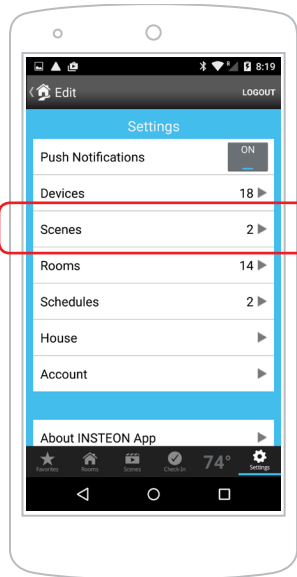 8:19
Edit LOGOUT
Settings
Push Notifications ON
Devices 18
Scenes 2
Rooms 14
Schedules 2
House
Account
About INSTEON App
Favorites Rooms Scenes Check-In 74° Settings